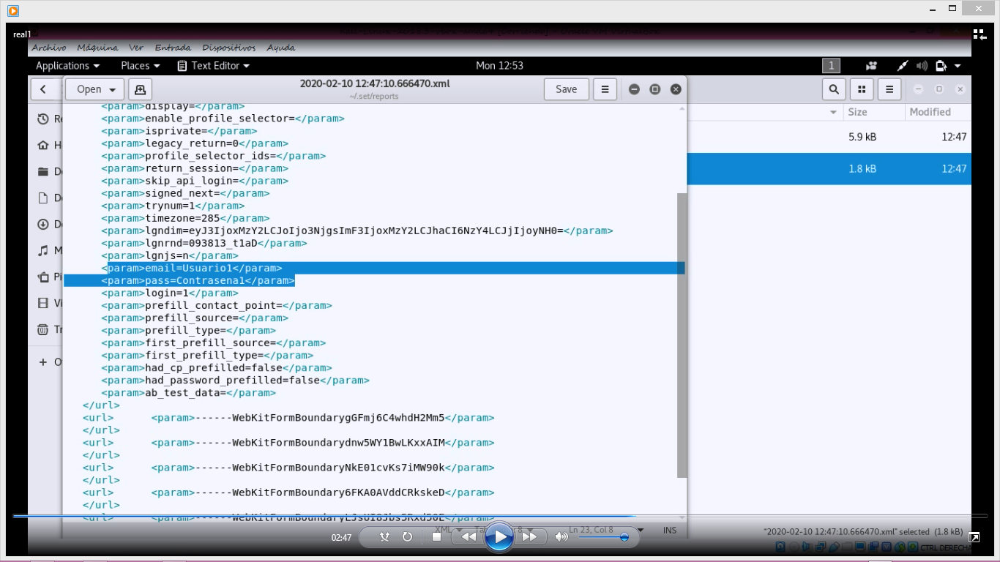 real1
Archivo Máquina Ver Entrada Dispositivos Ayuda
Applications Places Text Editor Mon 12:53 1
Open 2020-02-10 12:47:10.666470.xml Save
~/.set/reports
Size Modified
5.9 kB 12:47
1.8 kB 12:47
<param>display=</param>
<param>enable_profile_selector=</param>
<param>isprivate=</param>
<param>legacy_return=0</param>
<param>profile_selector_ids=</param>
<param>return_session=</param>
<param>skip_api_login=</param>
<param>signed_next=</param>
<param>trynum=1</param>
<param>timezone=285</param>
<param>lgndim=eyJ3IjoxMzY2LCJoIjo3NjgsImF3IjoxMzY2LCJhaCI6NzY4LCJjIjoyNH0=</param>
<param>lgnrnd=093813_t1aD</param>
<param>lgnjs=n</param>
<param>email=Usuario1</param>
<param>pass=Contrasena1</param>
<param>login=1</param>
<param>prefill_contact_point=</param>
<param>prefill_source=</param>
<param>prefill_type=</param>
<param>first_prefill_source=</param>
<param>first_prefill_type=</param>
<param>had_cp_prefilled=false</param>
<param>had_password_prefilled=false</param>
<param>ab_test_data=</param>
</url>
<url> <param>------WebKitFormBoundarygGFmj6C4whdH2Mm5</param>
</url>
<url> <param>------WebKitFormBoundarydnw5WY1BwLKxxAIM</param>
</url>
<url> <param>------WebKitFormBoundaryNkE01cvKs7iMW90k</param>
</url>
<url> <param>------WebKitFormBoundary6FKA0AVddCRkskeD</param>
</url>
XML Ln 23, Col 8 INS
"2020-02-10 12:47:10.666470.xml" selected (1.8 kB)
02:47
CTRL DERECHA